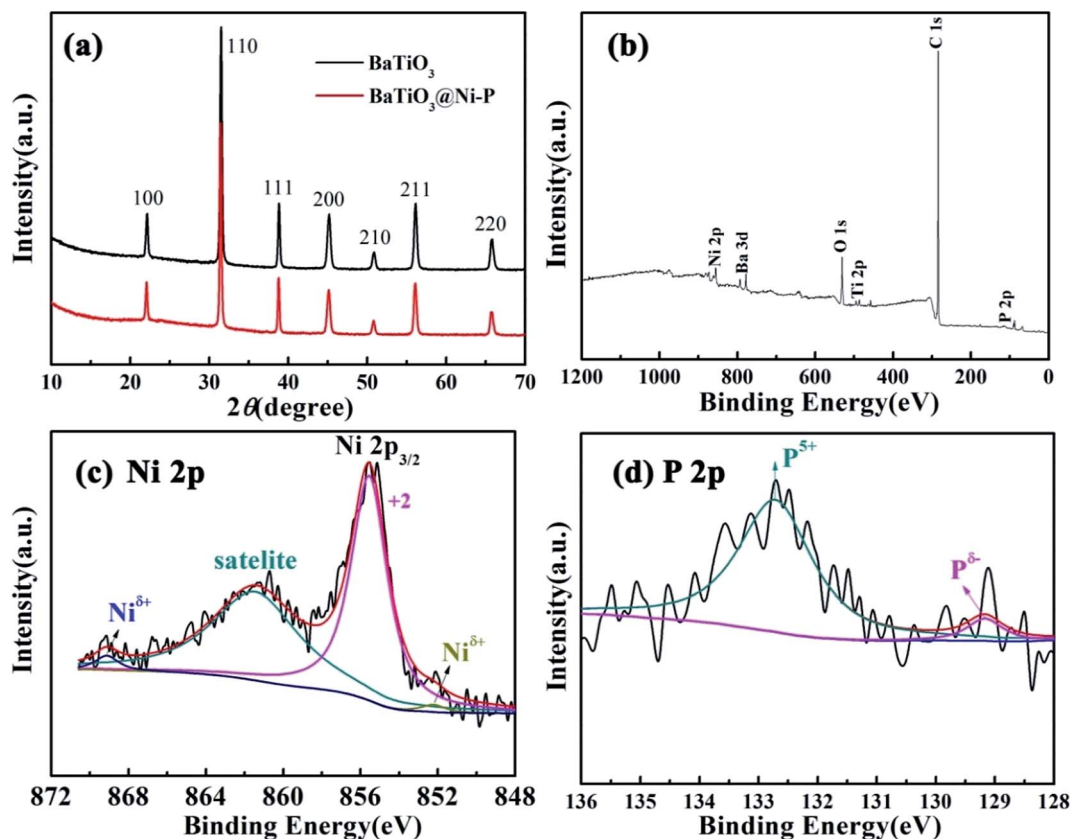 (a)
110
BaTiO3
BaTiO3@Ni-P
100
111
200
210
211
220
Intensity(a.u.)
10 20 30 40 50 60 70
2θ(degree)
(b)
C 1s
Ni 2p
Ba 3d
O 1s
Ti 2p
P 2p
Intensity(a.u.)
1200 1000 800 600 400 200 0
Binding Energy(eV)
(c) Ni 2p
Ni 2p3/2
+2
satelite
Niδ+
Niδ+
Intensity(a.u.)
872 868 864 860 856 852 848
Binding Energy(eV)
(d) P 2p
P5+
Pδ-
Intensity(a.u.)
136 135 134 133 132 131 130 129 128
Binding Energy(eV)